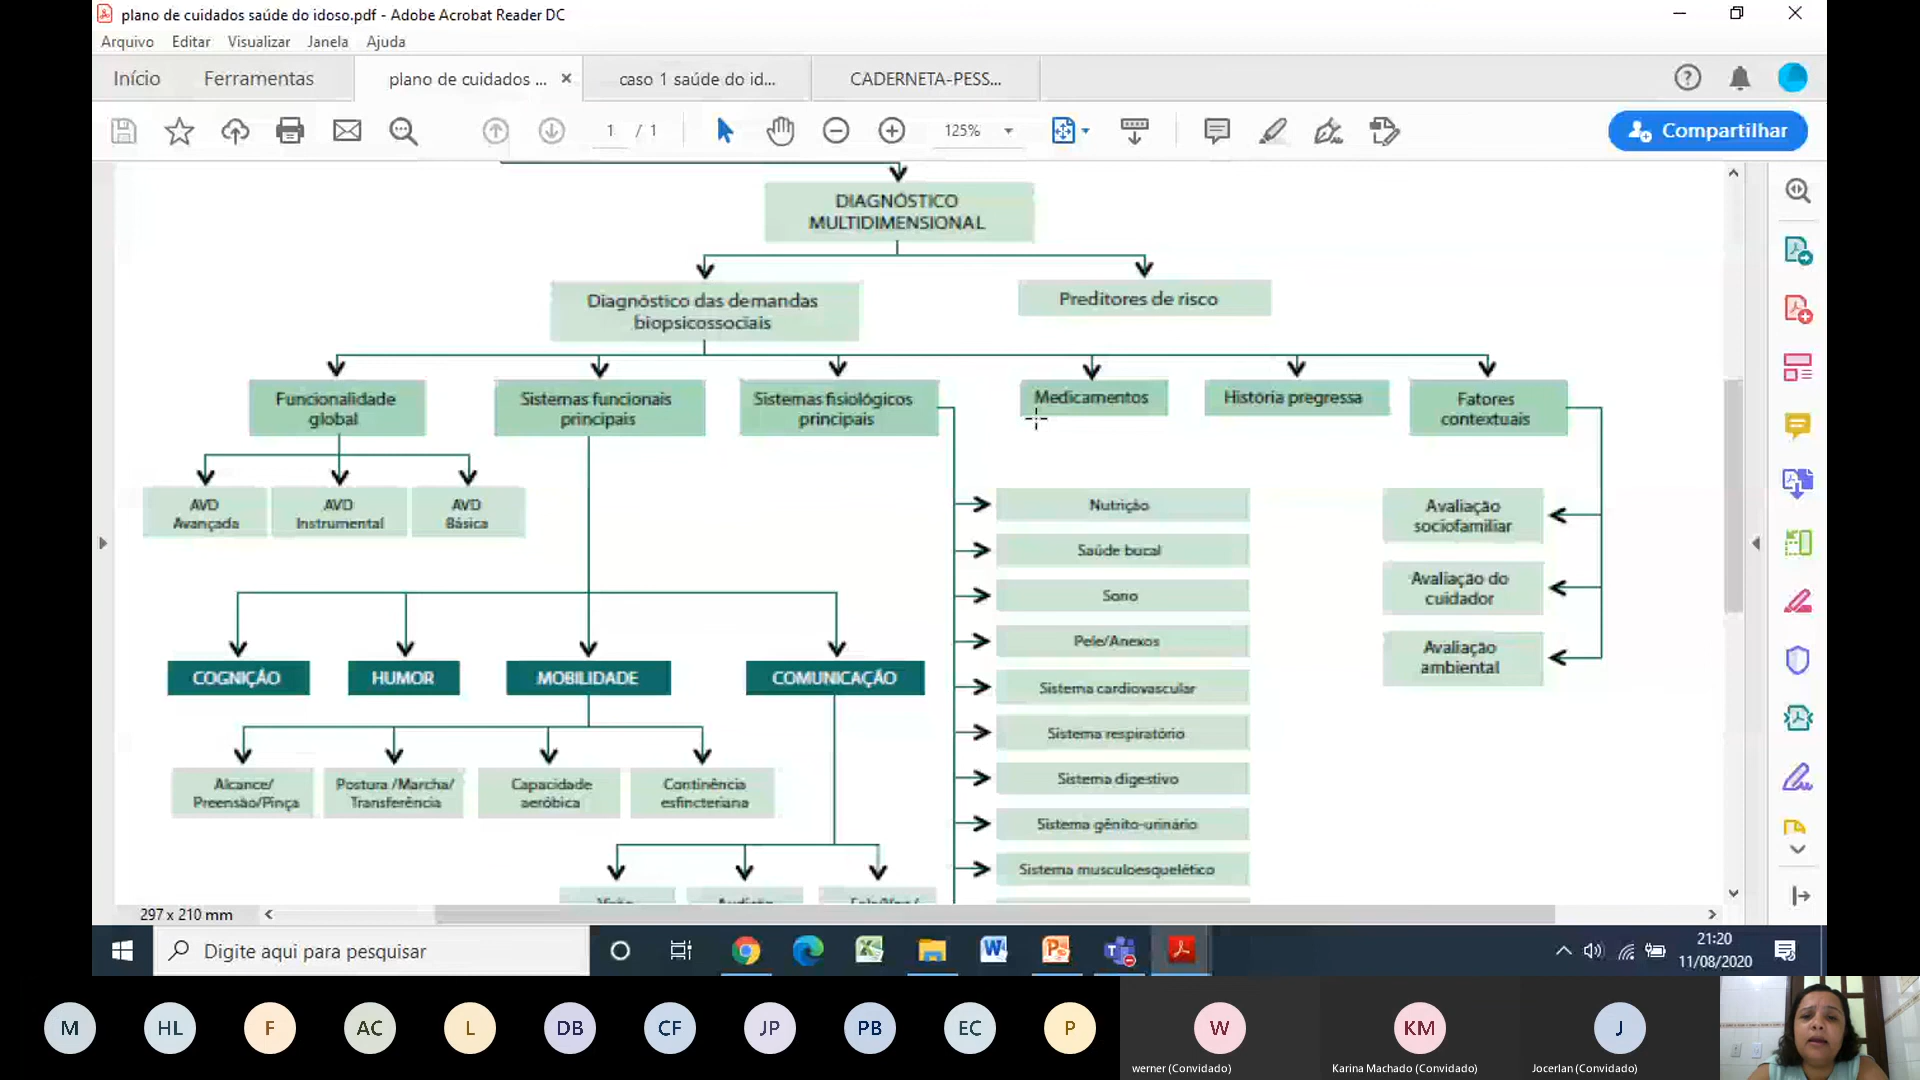 plano de cuidados saúde do idoso.pdf - Adobe Acrobat Reader DC
Arquivo Editar Visualizar Janela Ajuda
Início Ferramentas plano de cuidados ... × caso 1 saúde do id... CADERNETA-PESS...
1 / 1 125% Compartilhar
DIAGNÓSTICO
MULTIDIMENSIONAL
Diagnóstico das demandas
biopsicossociais
Preditores de risco
Funcionalidade
global
Sistemas funcionais
principais
Sistemas fisiológicos
principais
Medicamentos
História pregressa
Fatores
contextuais
AVD
Avançada
AVD
Instrumental
AVD
Básica
Nutrição
Saúde bucal
Sono
Pele/Anexos
Sistema cardiovascular
Sistema respiratório
Sistema digestivo
Sistema gênito-urinário
Sistema musculoesquelético
Avaliação
sociofamiliar
Avaliação do
cuidador
Avaliação
ambiental
COGNIÇÃO
HUMOR
MOBILIDADE
COMUNICAÇÃO
Alcance/
Preensão/Pinça
Postura /Marcha/
Transferência
Capacidade
aeróbica
Continência
esfincteriana
297 x 210 mm
Digite aqui para pesquisar
21:20
11/08/2020
M HL F AC L DB CF JP PB EC P W KM J
werner (Convidado) Karina Machado (Convidado) Jocerlan (Convidado)